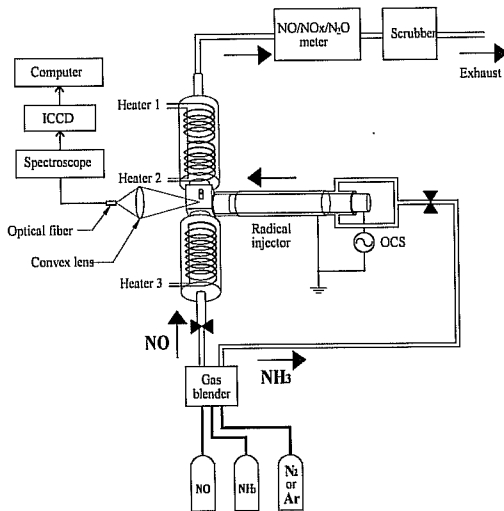 NO/NOx/N₂O
meter
Scrubber
Exhaust
Computer
ICCD
Spectroscope
Optical fiber
Convex lens
Heater 1
Heater 2
Radical
injector
OCS
Heater 3
NO
NH₃
Gas
blender
NO
NH₃
N₂
or
Ar